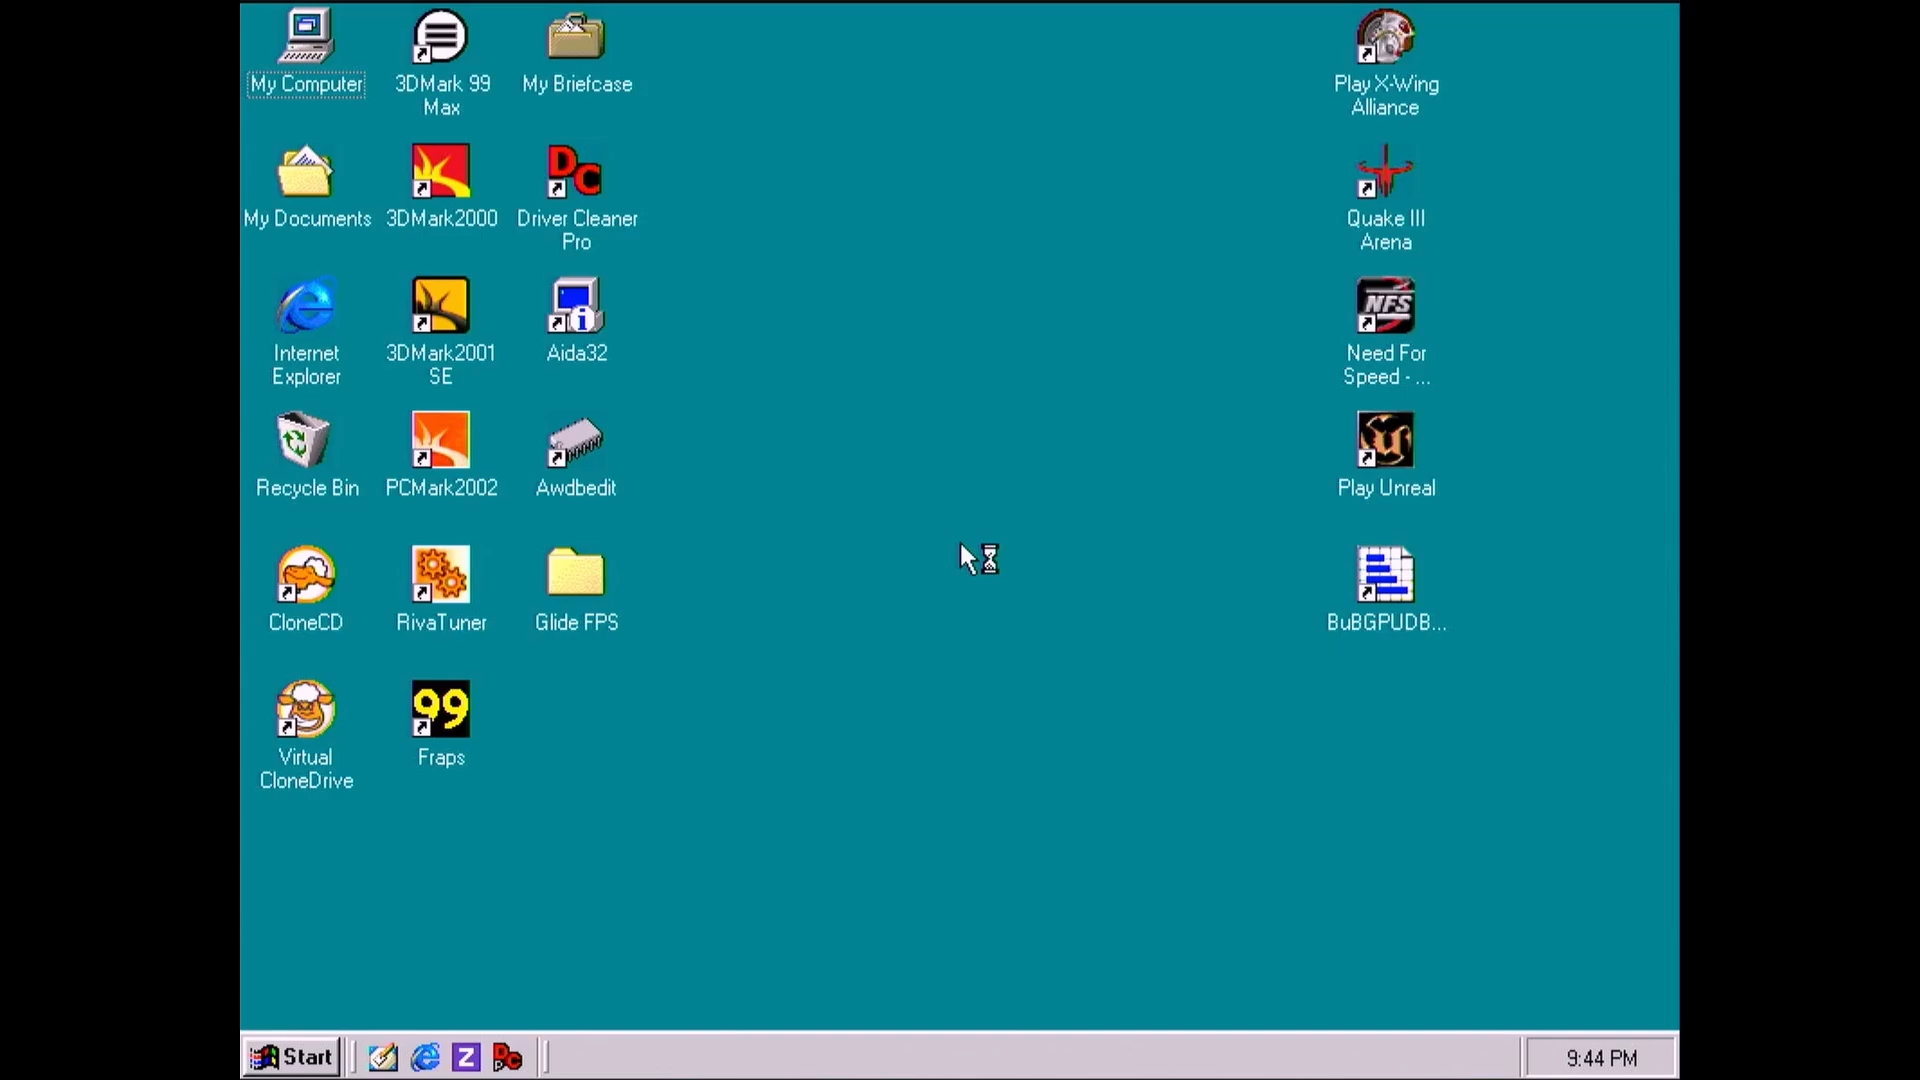 My Computer
3DMark 99
Max
My Briefcase
Play X-Wing
Alliance
My Documents
3DMark2000
DC
Driver Cleaner
Pro
Quake III
Arena
Internet
Explorer
3DMark2001
SE
Aida32
NFS
Need For
Speed - ...
Recycle Bin
PCMark2002
Awdbedit
Play Unreal
CloneCD
RivaTuner
Glide FPS
BuBGPUDB...
99
Virtual
CloneDrive
Fraps
Start
Z
DC
9:44 PM